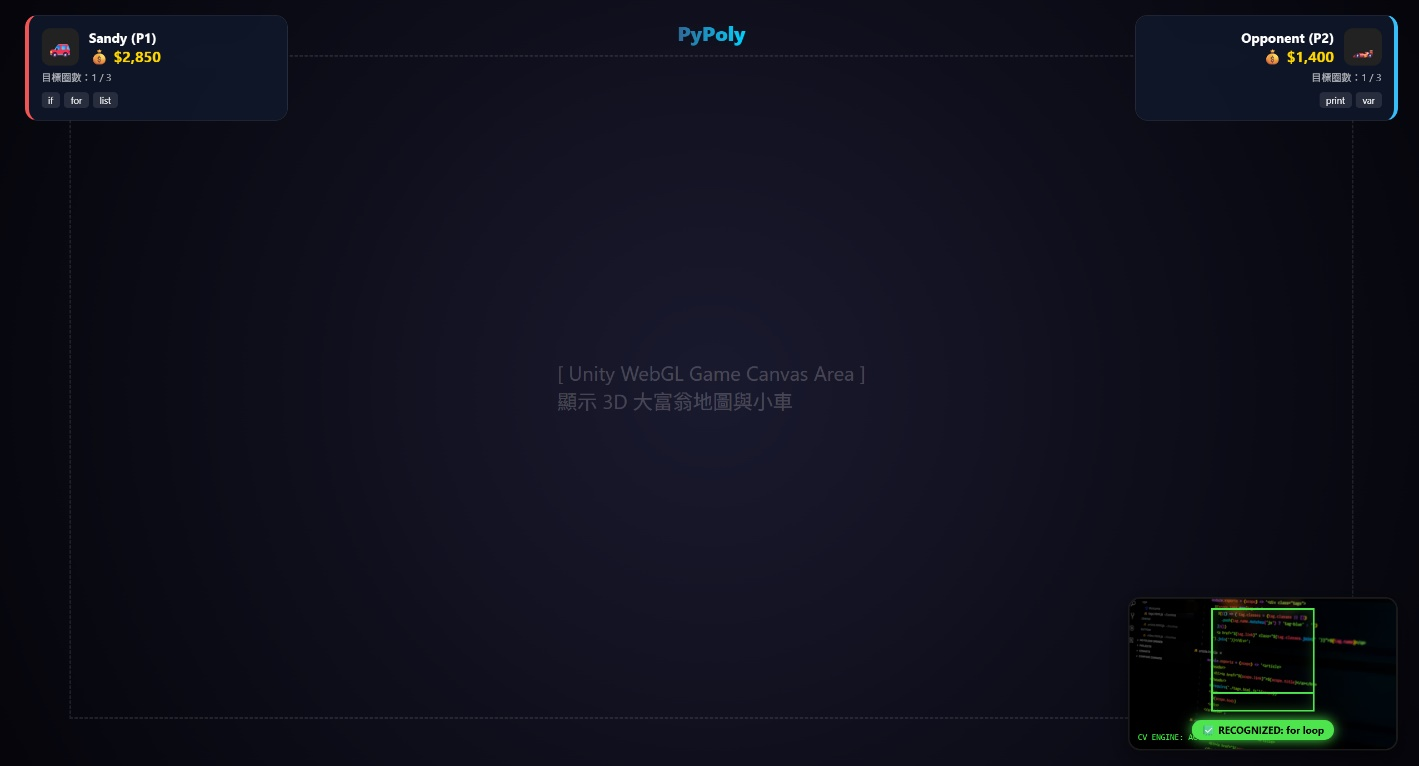 Sandy (P1)
$2,850
目標圈數：1 / 3
if for list
PyPoly
Opponent (P2)
$1,400
目標圈數：1 / 3
print var
[ Unity WebGL Game Canvas Area ]
顯示 3D 大富翁地圖與小車
CV ENGINE:
RECOGNIZED: for loop